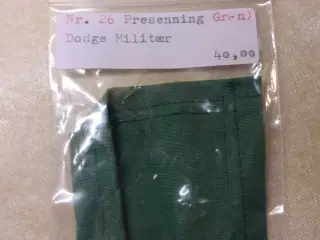 Nr. 26 Presenning Grøn)
Dodge Militær
40,00